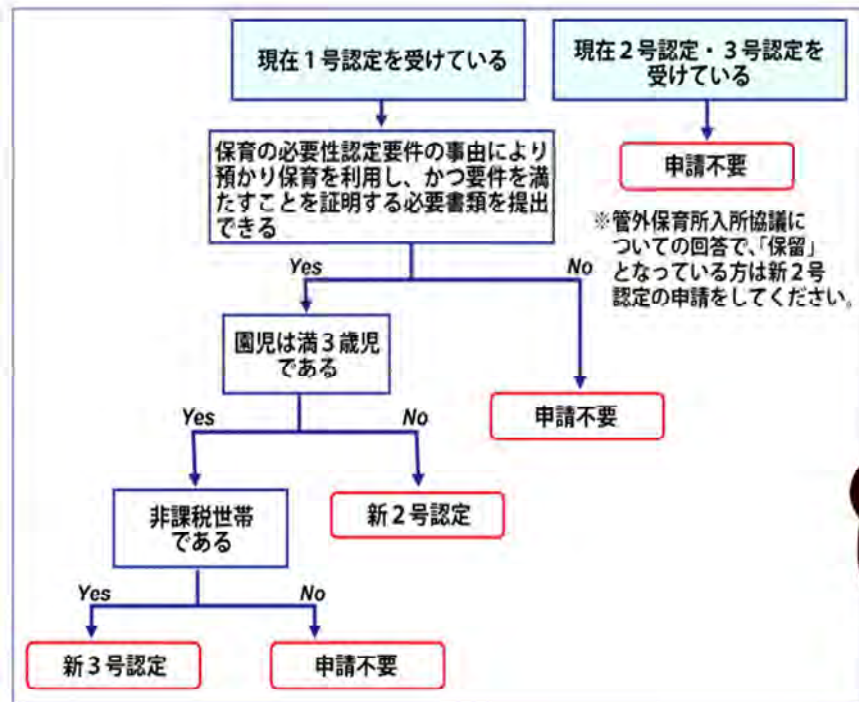 現在１号認定を受けている
現在２号認定・３号認定を
受けている
保育の必要性認定要件の事由により
預かり保育を利用し、かつ要件を満
たすことを証明する必要書類を提出
できる
申請不要
※管外保育所入所協議に
ついての回答で、「保留」
となっている方は新２号
認定の申請をしてください。
Yes
No
園児は満３歳児
である
申請不要
Yes
No
非課税世帯
である
新２号認定
Yes
No
新３号認定
申請不要